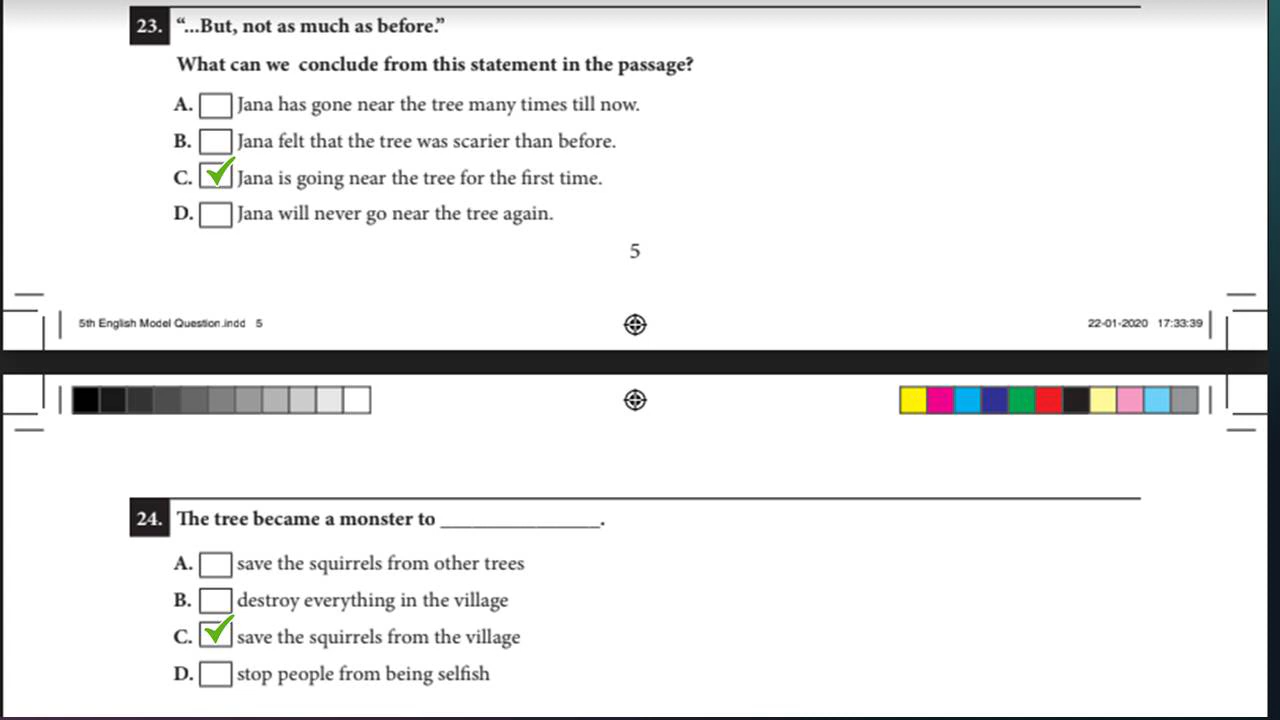 23. “...But, not as much as before.”
What can we conclude from this statement in the passage?
A. Jana has gone near the tree many times till now.
B. Jana felt that the tree was scarier than before.
C. Jana is going near the tree for the first time.
D. Jana will never go near the tree again.
5
5th English Model Question.indd 5 22-01-2020 17:33:39
24. The tree became a monster to _______________.
A. save the squirrels from other trees
B. destroy everything in the village
C. save the squirrels from the village
D. stop people from being selfish